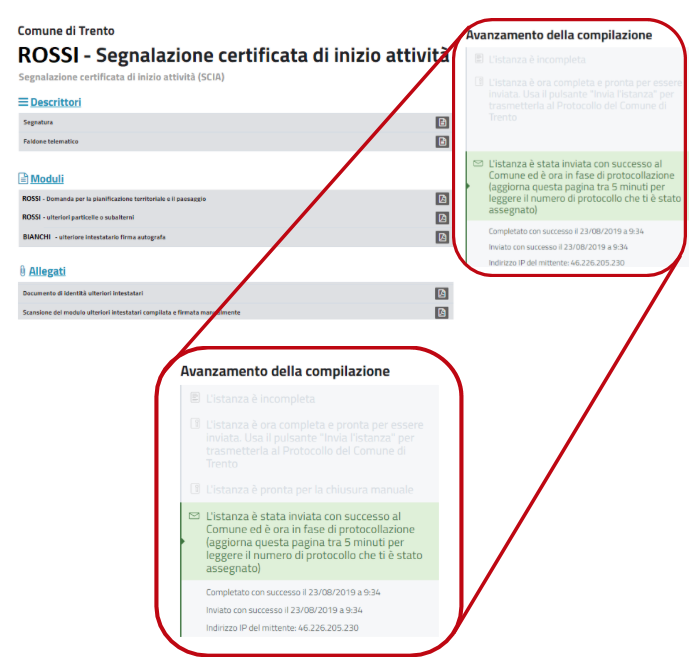 Comune di Trento
ROSSI - Segnalazione certificata di inizio attività
Segnalazione certificata di inizio attività (SCIA)
Descrittori
Segnatura
Faldone telematico
Moduli
ROSSI - Domanda per la pianificazione territoriale e il paesaggio
ROSSI - ulteriori particelle o subalterni
BIANCHI - ulteriore intestatario firma autografa
Allegati
Documento di identità ulteriori intestatari
Scansione del modulo ulteriori intestatari compilata e firmata manualmente
Avanzamento della compilazione
L'istanza è incompleta
L'istanza è ora completa e pronta per essere
inviata. Usa il pulsante "Invia l'istanza" per
trasmetterla al Protocollo del Comune di
Trento
L'istanza è stata inviata con successo al
Comune ed è ora in fase di protocollazione
(aggiorna questa pagina tra 5 minuti per
leggere il numero di protocollo che ti è stato
assegnato)
Completato con successo il 23/08/2019 a 9:34
Inviato con successo il 23/08/2019 a 9:34
Indirizzo IP del mittente: 46.226.205.230
Avanzamento della compilazione
L'istanza è incompleta
L'istanza è ora completa e pronta per essere
inviata. Usa il pulsante "Invia l'istanza" per
trasmetterla al Protocollo del Comune di
Trento
L'istanza è pronta per la chiusura manuale
L'istanza è stata inviata con successo al
Comune ed è ora in fase di protocollazione
(aggiorna questa pagina tra 5 minuti per
leggere il numero di protocollo che ti è stato
assegnato)
Completato con successo il 23/08/2019 a 9:34
Inviato con successo il 23/08/2019 a 9:34
Indirizzo IP del mittente: 46.226.205.230